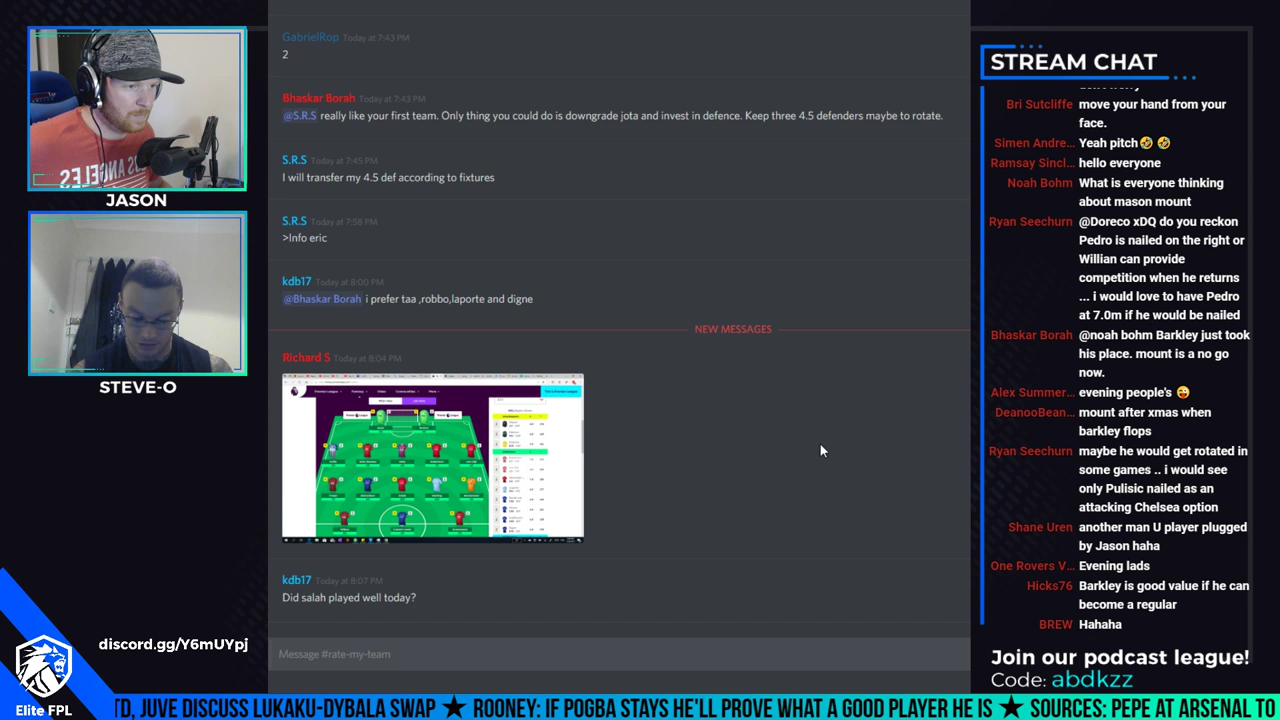 GabrielRop Today at 7:43 PM
2
Bhaskar Borah Today at 7:43 PM
@S.R.S really like your first team. Only thing you could do is downgrade jota and invest in defence. Keep three 4.5 defenders maybe to rotate.
S.R.S Today at 7:45 PM
I will transfer my 4.5 def according to fixtures
S.R.S Today at 7:58 PM
>Info eric
kdb17 Today at 8:00 PM
@Bhaskar Borah i prefer taa ,robbo,laporte and digne
NEW MESSAGES
Richard S Today at 8:04 PM
kdb17 Today at 8:07 PM
Did salah played well today?
Message #rate-my-team
JASON
STEVE-O
discord.gg/Y6mUYpj
Elite FPL
STREAM CHAT
Bri Sutcliffe move your hand from your
face.
Simen Andre... Yeah pitch🤣 🤣
Ramsay Sincl... hello everyone
Noah Bohm What is everyone thinking
about mason mount
Ryan Seechurn @Doreco xDQ do you reckon
Pedro is nailed on the right or
Willian can provide
competition when he returns
... i would love to have Pedro
at 7.0m if he would be nailed
Bhaskar Borah @noah bohm Barkley just took
his place. mount is a no go
now.
Alex Summer... evening people's 😜
DeanooBean... mount after xmas when
barkley flops
Ryan Seechurn maybe he would get rotated in
some games .. i would see
only Pulisic nailed as an
attacking Chelsea option
Shane Uren another man U player plugged
by Jason haha
One Rovers V... Evening lads
Hicks76 Barkley is good value if he can
become a regular
BREW Hahaha
Join our podcast league!
Code: abdkzz
TD, JUVE DISCUSS LUKAKU-DYBALA SWAP ★ ROONEY: IF POGBA STAYS HE'LL PROVE WHAT A GOOD PLAYER HE IS ★ SOURCES: PEPE AT ARSENAL TO